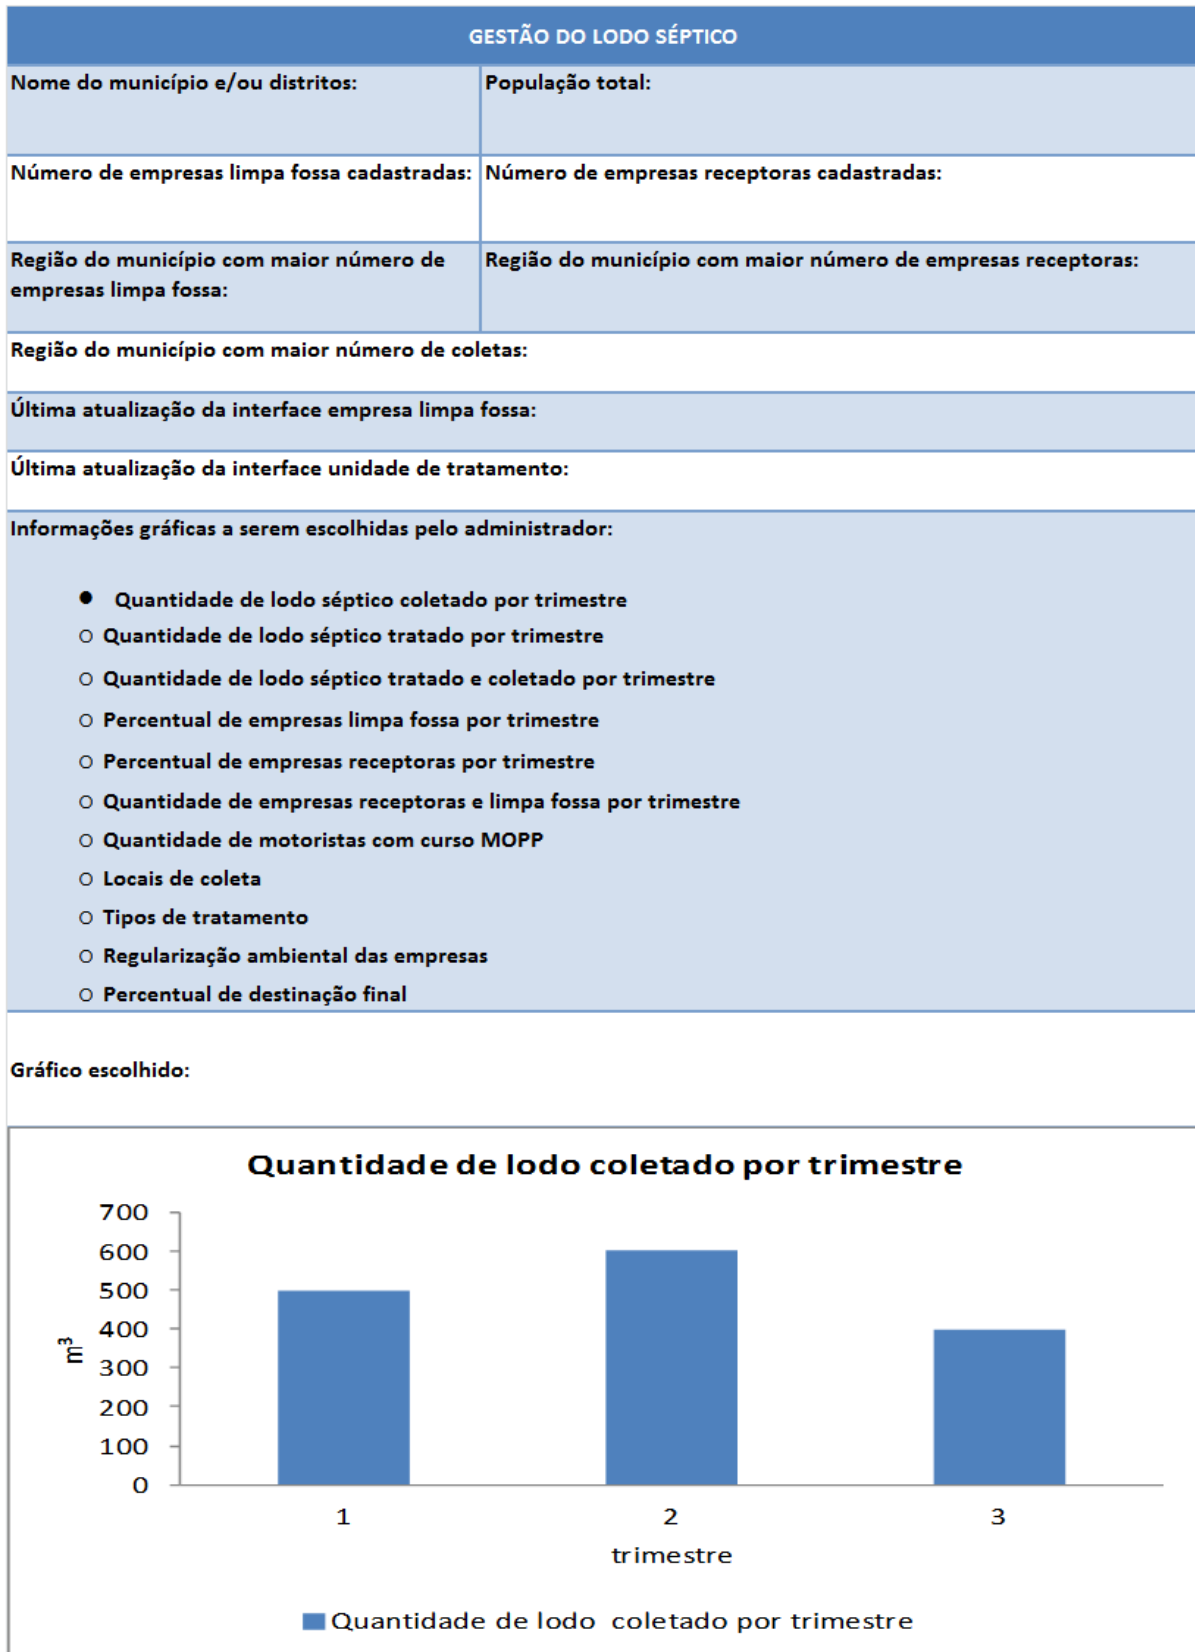 GESTÃO DO LODO SÉPTICO
Nome do município e/ou distritos:
População total:
Número de empresas limpa fossa cadastradas:
Número de empresas receptoras cadastradas:
Região do município com maior número de
empresas limpa fossa:
Região do município com maior número de empresas receptoras:
Região do município com maior número de coletas:
Última atualização da interface empresa limpa fossa:
Última atualização da interface unidade de tratamento:
Informações gráficas a serem escolhidas pelo administrador:
● Quantidade de lodo séptico coletado por trimestre
○ Quantidade de lodo séptico tratado por trimestre
○ Quantidade de lodo séptico tratado e coletado por trimestre
○ Percentual de empresas limpa fossa por trimestre
○ Percentual de empresas receptoras por trimestre
○ Quantidade de empresas receptoras e limpa fossa por trimestre
○ Quantidade de motoristas com curso MOPP
○ Locais de coleta
○ Tipos de tratamento
○ Regularização ambiental das empresas
○ Percentual de destinação final
Gráfico escolhido:
Quantidade de lodo coletado por trimestre
700
600
500
400
300
200
100
0
m³
1 2 3
trimestre
Quantidade de lodo coletado por trimestre